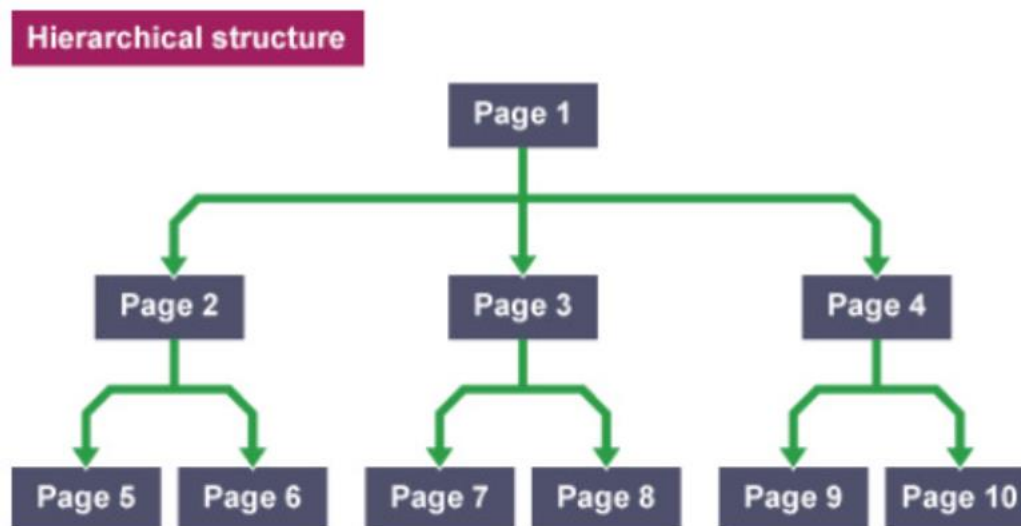 Hierarchical structure
Page 1
Page 2
Page 3
Page 4
Page 5
Page 6
Page 7
Page 8
Page 9
Page 10